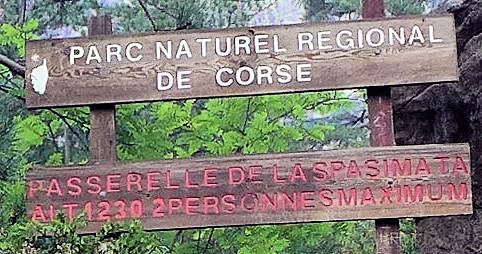 PARC NATUREL REGIONAL
DE CORSE
PASSERELLE DE LA SPASIMATA
ALT 1230 2 PERSONNES MAXIMUM